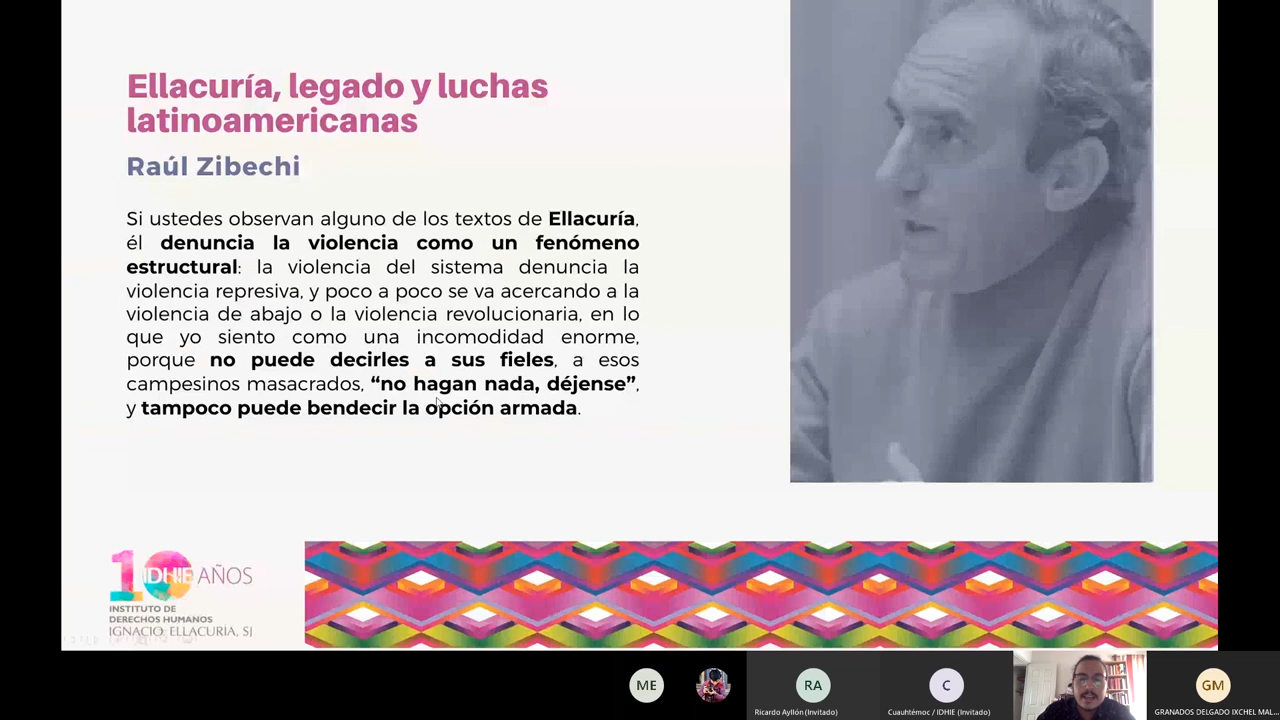 Ellacuría, legado y luchas
latinoamericanas
Raúl Zibechi
Si ustedes observan alguno de los textos de Ellacuría,
él denuncia la violencia como un fenómeno
estructural: la violencia del sistema denuncia la
violencia represiva, y poco a poco se va acercando a la
violencia de abajo o la violencia revolucionaria, en lo
que yo siento como una incomodidad enorme,
porque no puede decirles a sus fieles, a esos
campesinos masacrados, “no hagan nada, déjense”,
y tampoco puede bendecir la opción armada.
10 IDHIE AÑOS
INSTITUTO DE
DERECHOS HUMANOS
IGNACIO ELLACURÍA, SJ
ME
RA
C
GM
Ricardo Ayllón (Invitado)
Cuauhtémoc / IDHIE (Invitado)
GRANADOS DELGADO IXCHEL MAL...